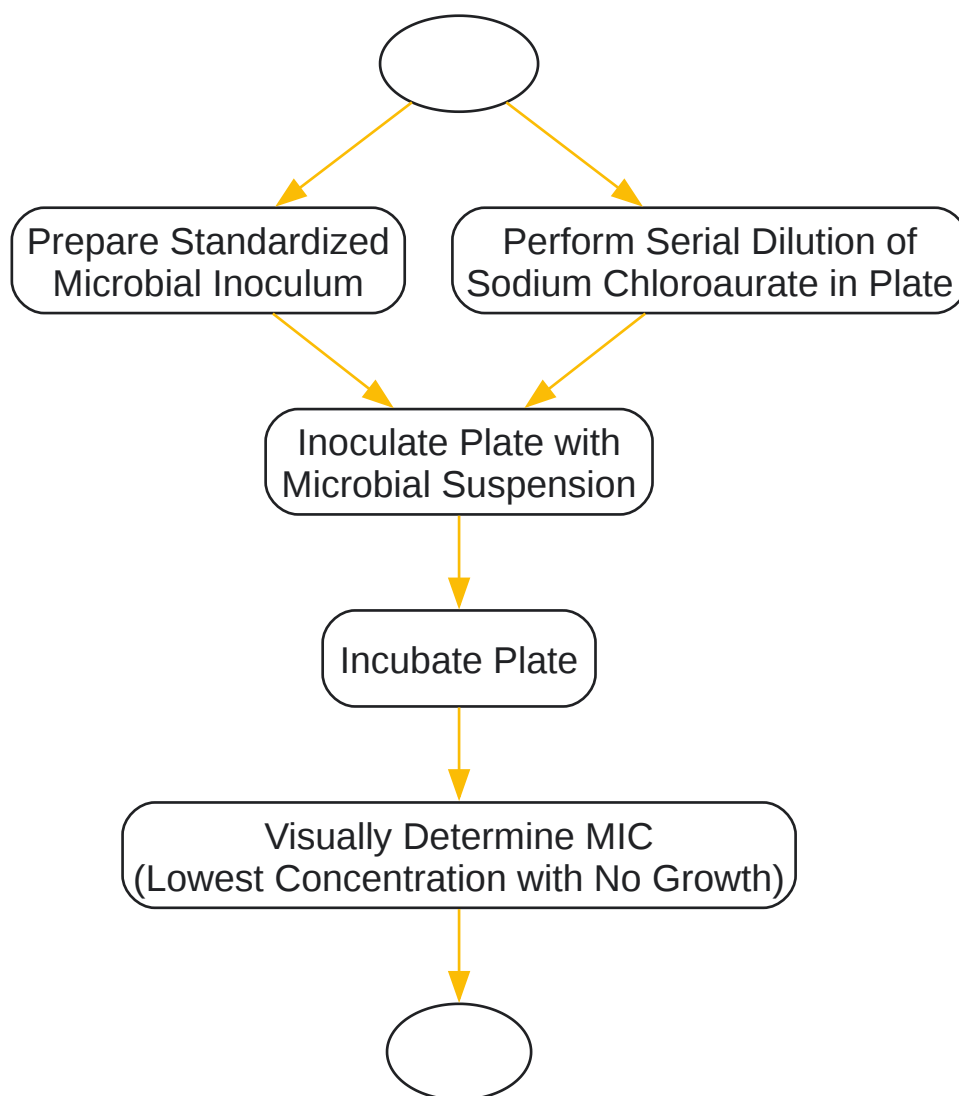 Prepare Standardized
Microbial Inoculum
Perform Serial Dilution of
Sodium Chloroaurate in Plate
Inoculate Plate with
Microbial Suspension
Incubate Plate
Visually Determine MIC
(Lowest Concentration with No Growth)